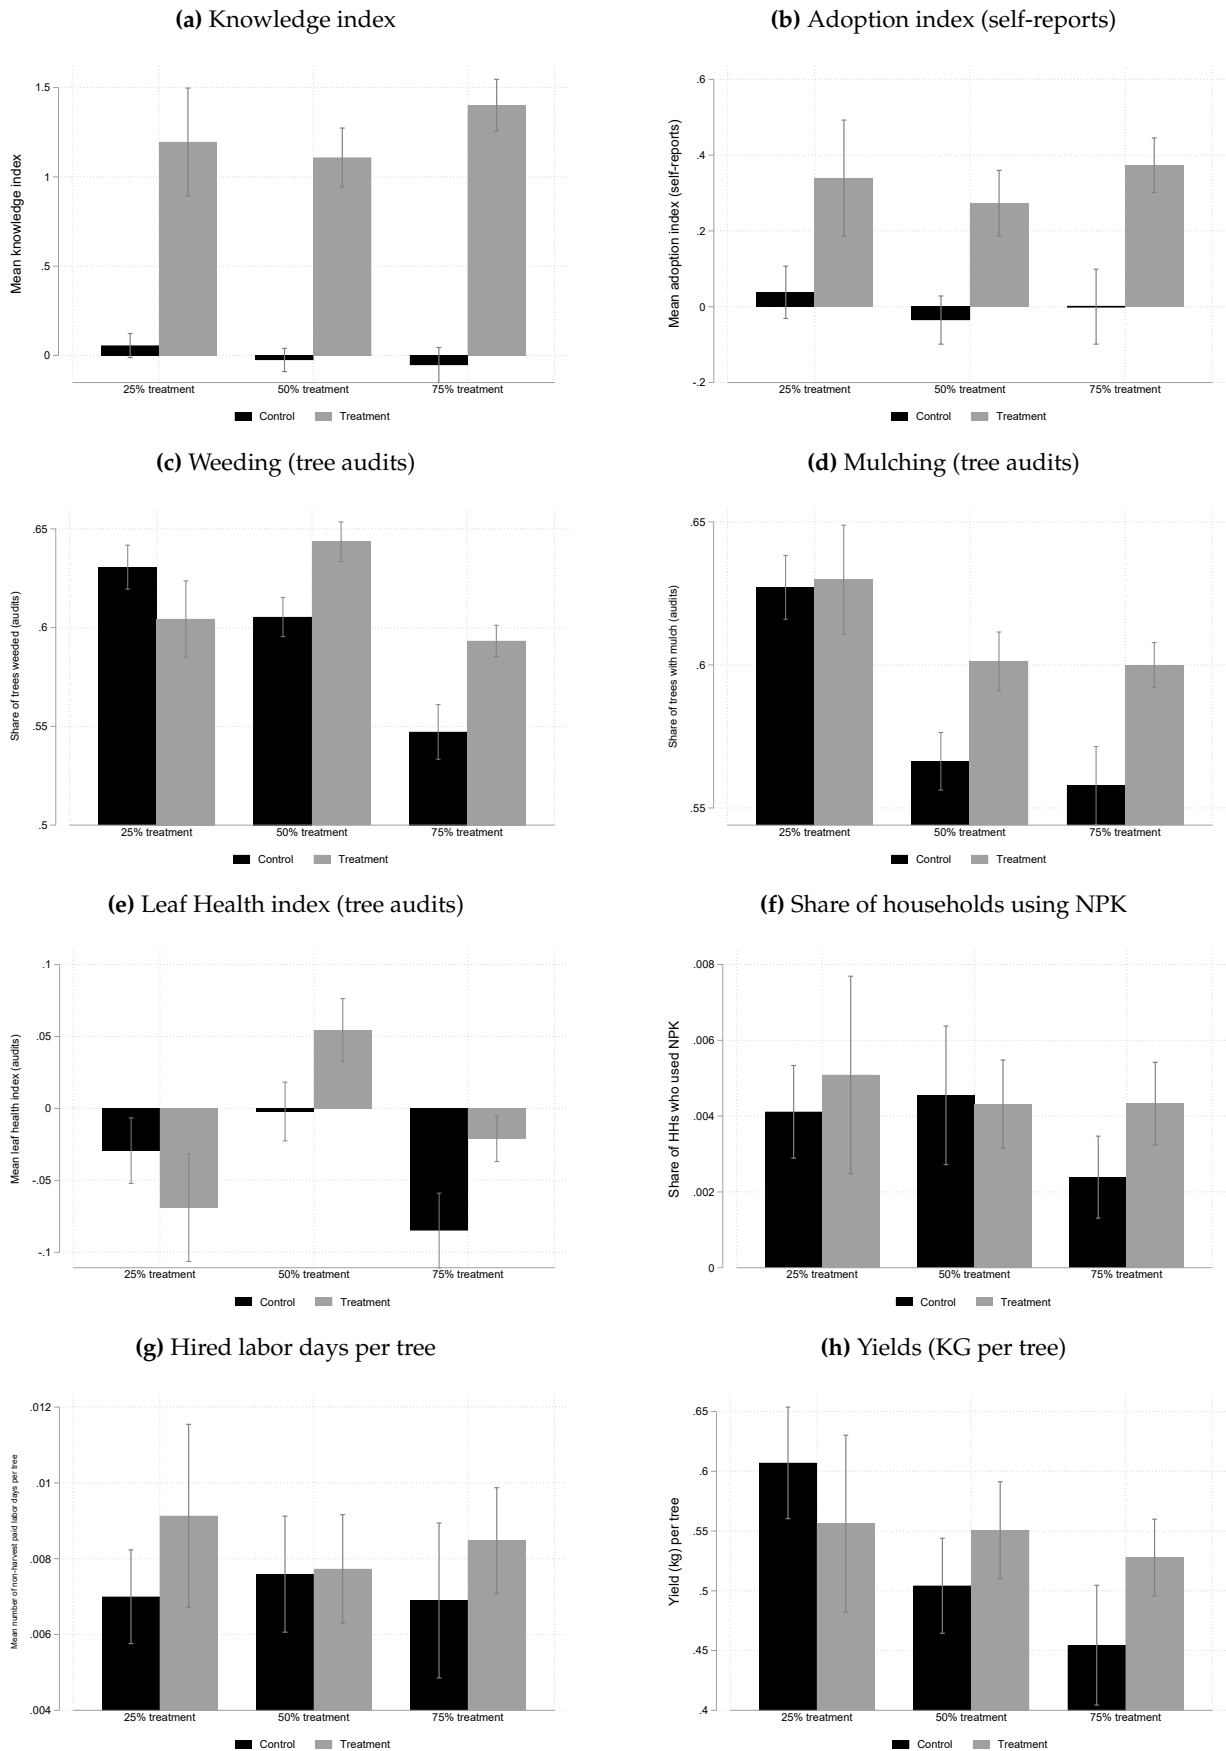 (a) Knowledge index
Mean knowledge index
1.5
1
.5
0
25% treatment 50% treatment 75% treatment
Control Treatment
(b) Adoption index (self-reports)
Mean adoption index (self-reports)
.6
.4
.2
0
-.2
25% treatment 50% treatment 75% treatment
Control Treatment
(c) Weeding (tree audits)
Share of trees weeded (audits)
.65
.6
.55
.5
25% treatment 50% treatment 75% treatment
Control Treatment
(d) Mulching (tree audits)
Share of trees with mulch (audits)
.65
.6
.55
25% treatment 50% treatment 75% treatment
Control Treatment
(e) Leaf Health index (tree audits)
Mean leaf health index (audits)
.1
.05
0
-.05
-.1
25% treatment 50% treatment 75% treatment
Control Treatment
(f) Share of households using NPK
Share of HHs who used NPK
.008
.006
.004
.002
0
25% treatment 50% treatment 75% treatment
Control Treatment
(g) Hired labor days per tree
Mean number of non-harvest paid labor days per tree
.012
.01
.008
.006
.004
25% treatment 50% treatment 75% treatment
Control Treatment
(h) Yields (KG per tree)
Yield (kg) per tree
.65
.6
.55
.5
.45
.4
25% treatment 50% treatment 75% treatment
Control Treatment